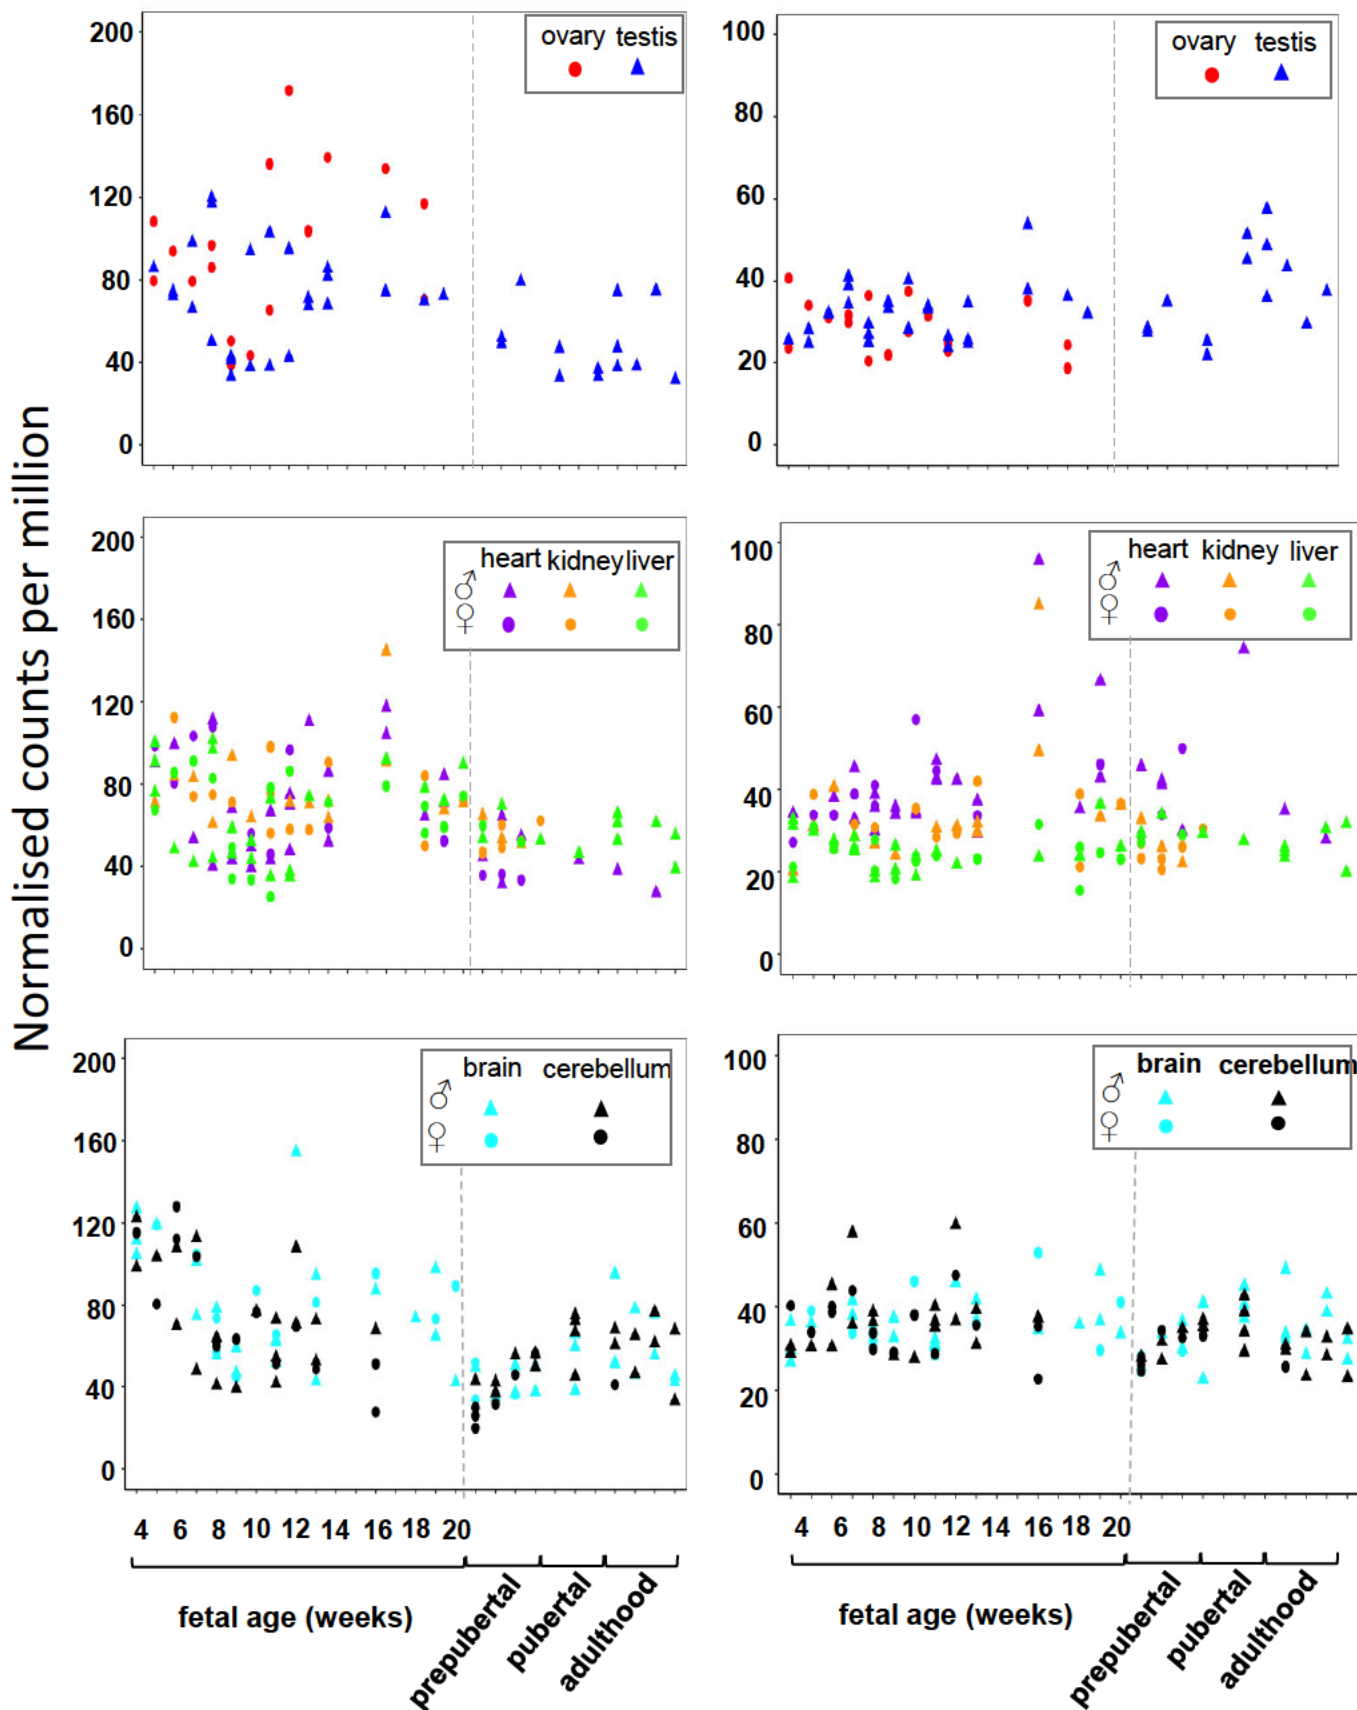 Normalised counts per million
200
160
120
80
40
0
ovary testis
100
80
60
40
20
0
ovary testis
200
160
120
80
40
0
heart kidney liver
♂
♀
100
80
60
40
20
0
heart kidney liver
♂
♀
200
160
120
80
40
0
brain cerebellum
♂
♀
100
80
60
40
20
0
brain cerebellum
♂
♀
4 6 8 10 12 14 16 18 20
fetal age (weeks)
prepubertal
pubertal
adulthood
4 6 8 10 12 14 16 18 20
fetal age (weeks)
prepubertal
pubertal
adulthood